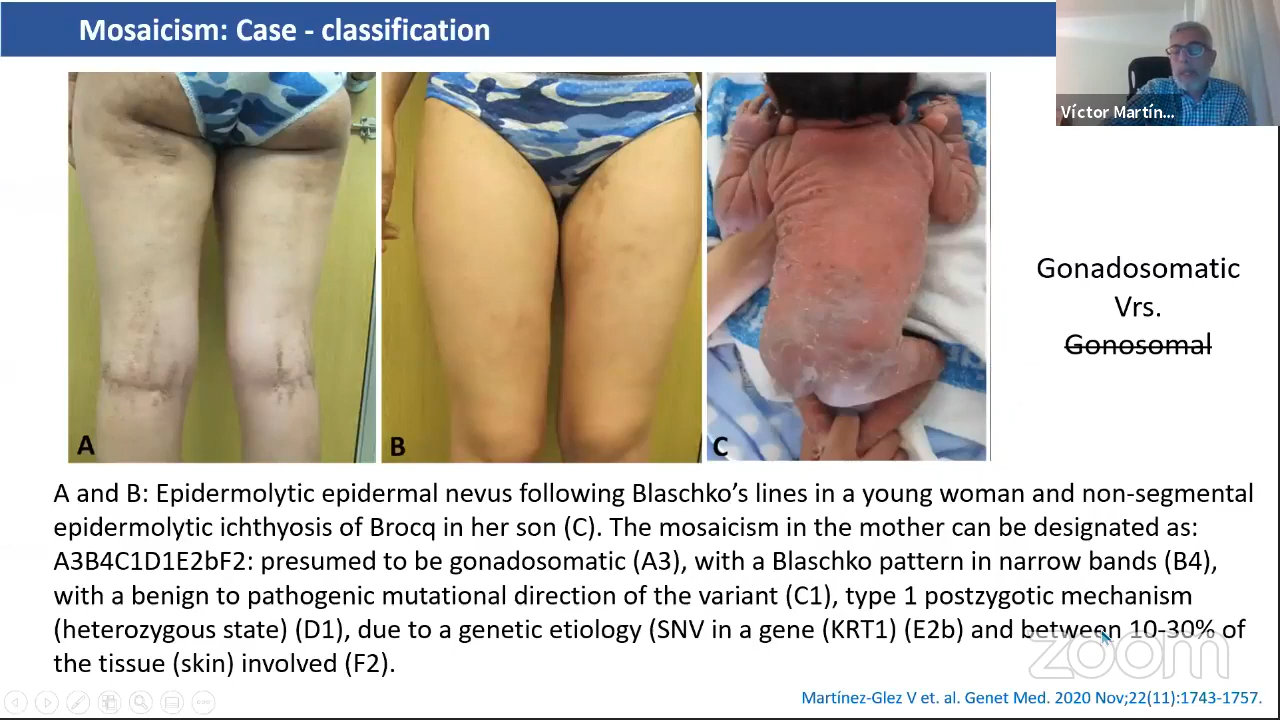 Mosaicism: Case - classification
Víctor Martín...
Gonadosomatic
Vrs.
Gonosomal
A
B
C
A and B: Epidermolytic epidermal nevus following Blaschko’s lines in a young woman and non-segmental
epidermolytic ichthyosis of Brocq in her son (C). The mosaicism in the mother can be designated as:
A3B4C1D1E2bF2: presumed to be gonadosomatic (A3), with a Blaschko pattern in narrow bands (B4),
with a benign to pathogenic mutational direction of the variant (C1), type 1 postzygotic mechanism
(heterozygous state) (D1), due to a genetic etiology (SNV in a gene (KRT1) (E2b) and between 10-30% of
the tissue (skin) involved (F2).
zoom
Martínez-Glez V et. al. Genet Med. 2020 Nov;22(11):1743-1757.